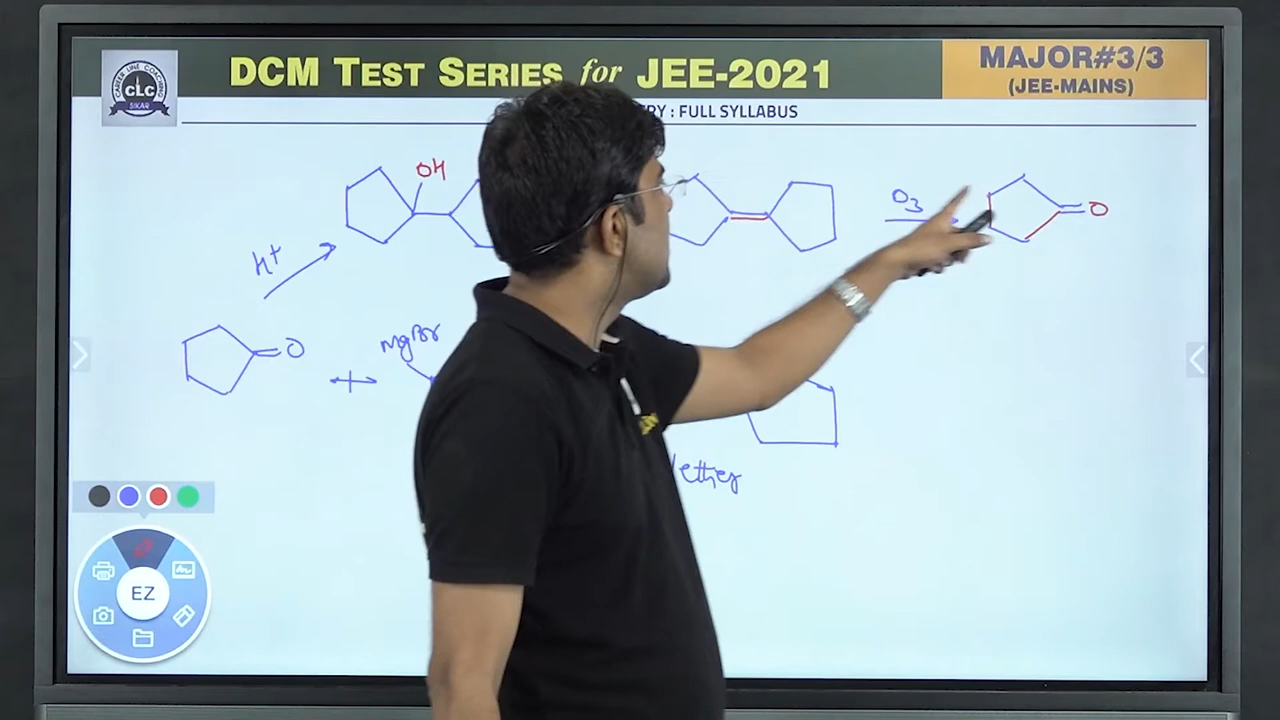 DCM TEST SERIES for JEE-2021
MAJOR#3/3
(JEE-MAINS)
CAREER LINE COACHING
CLC
SIKAR
RY : FULL SYLLABUS
OH
O3
O
H+
O
MgBr
/ether
EZ